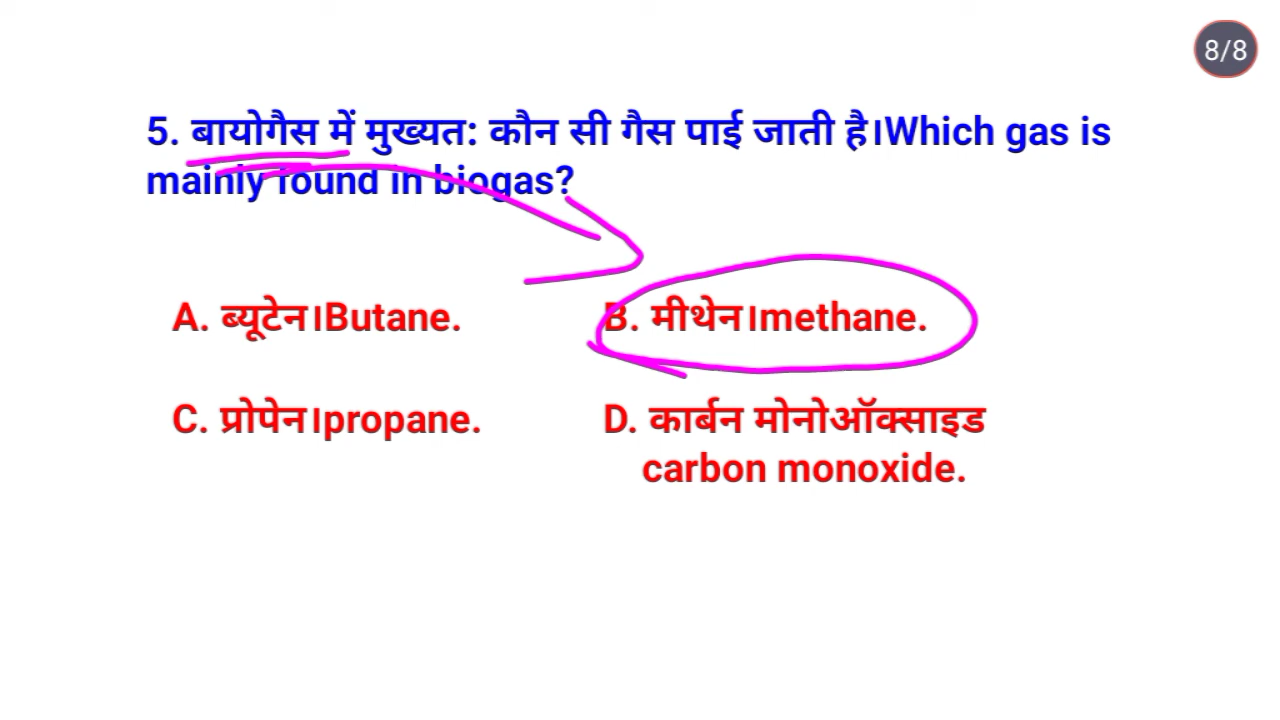 8/8
5. बायोगैस में मुख्यत: कौन सी गैस पाई जाती है।Which gas is
mainly found in biogas?
A. ब्यूटेन।Butane.
B. मीथेन।methane.
C. प्रोपेन।propane.
D. कार्बन मोनोऑक्साइड
carbon monoxide.